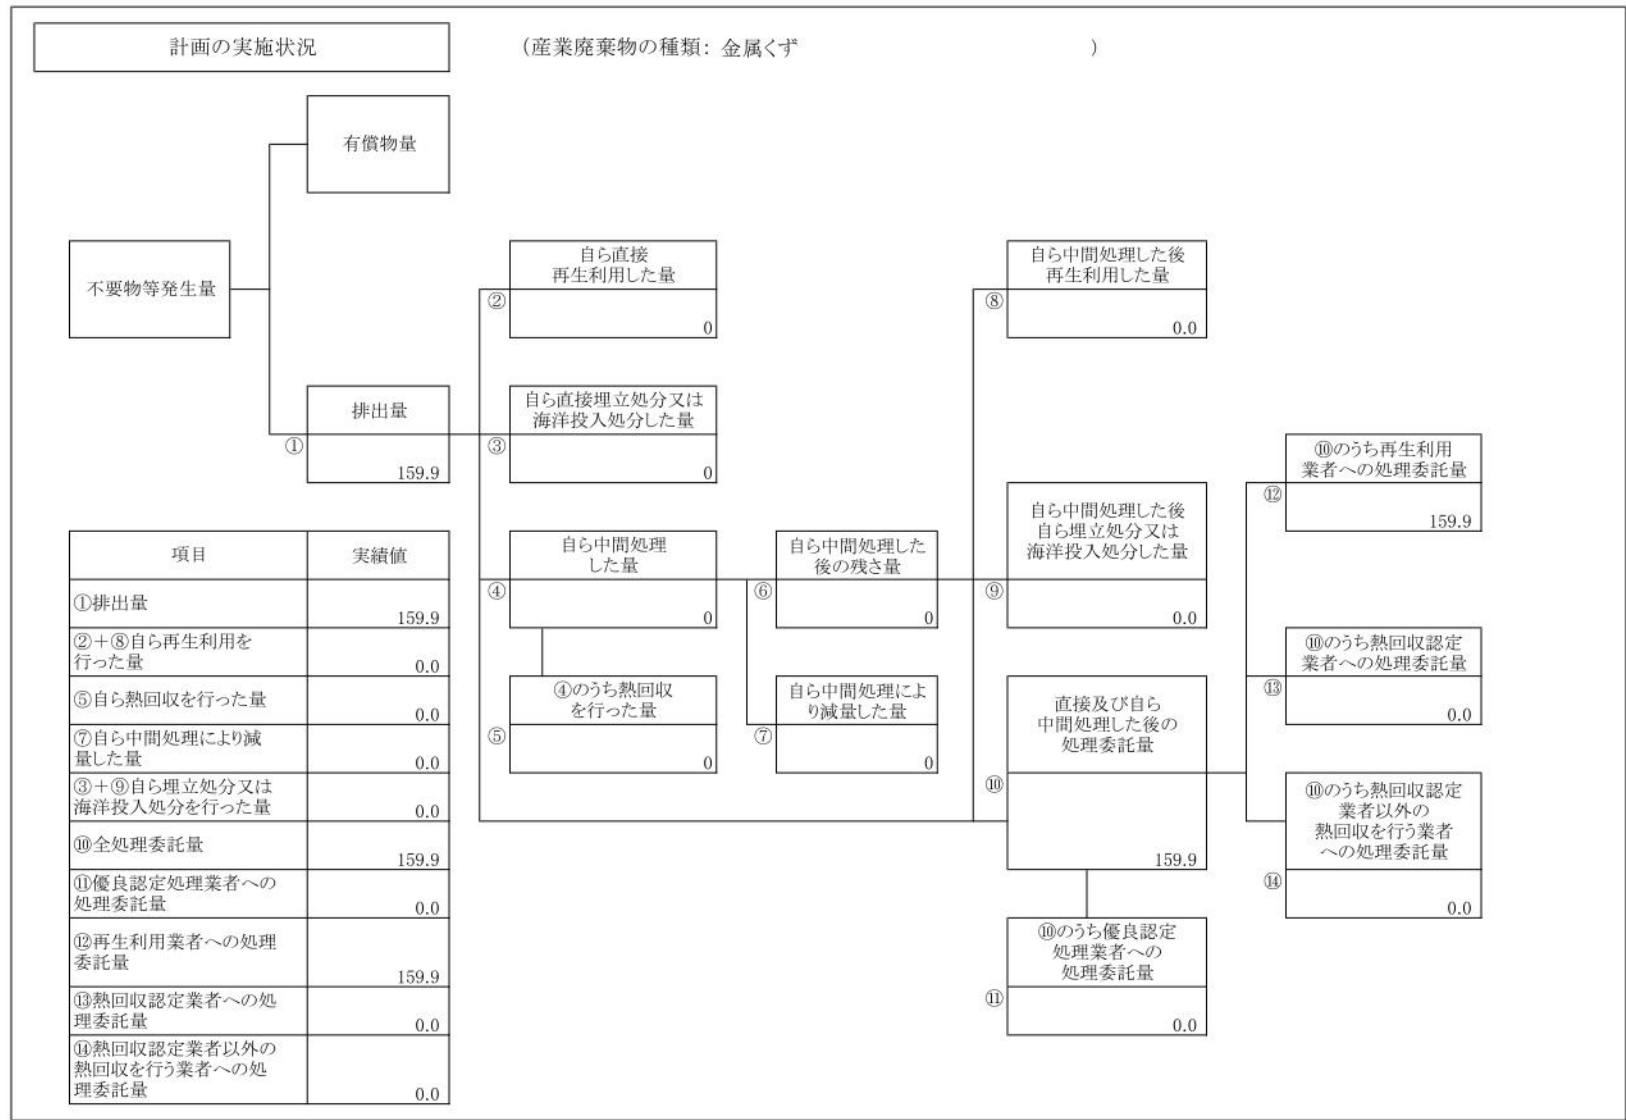 計画の実施状況
(産業廃棄物の種類: 金属くず )
有償物量
不要物等発生量
自ら直接
再生利用した量
②
0
自ら中間処理した後
再生利用した量
⑧
0.0
排出量
①
159.9
自ら直接埋立処分又は
海洋投入処分した量
③
0
⑩のうち再生利用
業者への処理委託量
⑫
159.9
自ら中間処理
した量
④
0
自ら中間処理した
後の残さ量
⑥
0
自ら中間処理した後
自ら埋立処分又は
海洋投入処分した量
⑨
0.0
⑩のうち熱回収認定
業者への処理委託量
⑬
0.0
④のうち熱回収
を行った量
⑤
0
自ら中間処理によ
り減量した量
⑦
0
直接及び自ら
中間処理した後の
処理委託量
⑩
159.9
⑩のうち熱回収認定
業者以外の
熱回収を行う業者
への処理委託量
⑭
0.0
⑩のうち優良認定
処理業者への
処理委託量
⑪
0.0
項目 実績値
①排出量
159.9
②+⑧自ら再生利用を
行った量
0.0
⑤自ら熱回収を行った量
0.0
⑦自ら中間処理により減
量した量
0.0
③+⑨自ら埋立処分又は
海洋投入処分を行った量
0.0
⑩全処理委託量
159.9
⑪優良認定処理業者への
処理委託量
0.0
⑫再生利用業者への処理
委託量
159.9
⑬熱回収認定業者への処
理委託量
0.0
⑭熱回収認定業者以外の
熱回収を行う業者への処
理委託量
0.0